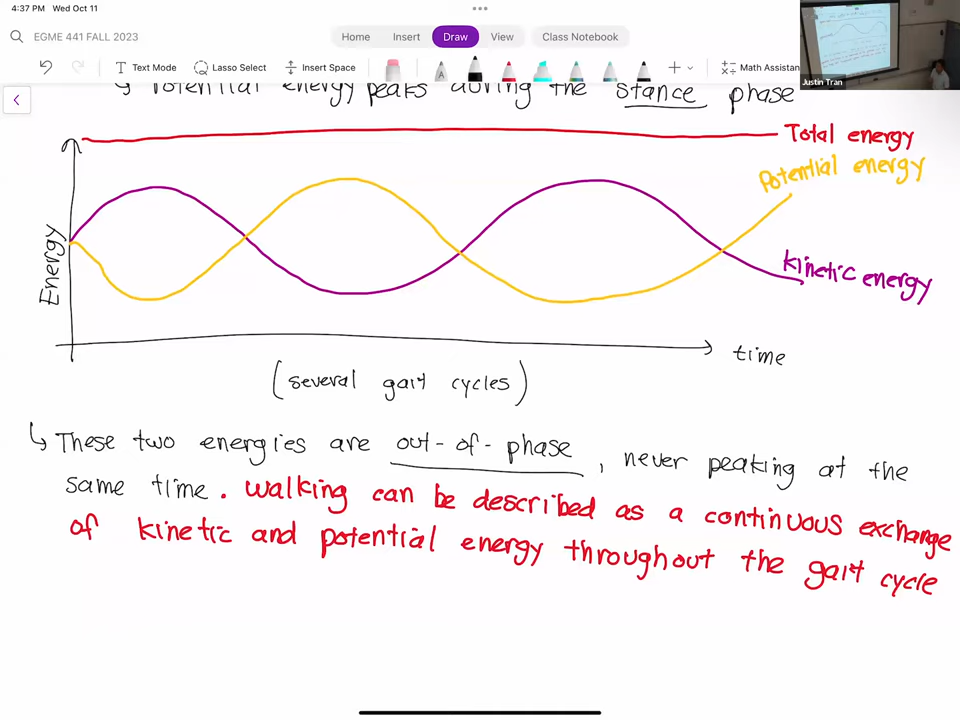 4:37 PM Wed Oct 11
EGME 441 FALL 2023
Home Insert Draw View Class Notebook
Text Mode Lasso Select Insert Space Math Assistan
Justin Tran
↳ Potential energy peaks during the stance phase
Total energy
Potential energy
Energy
kinetic energy
time
(several gait cycles)
↳ These two energies are out-of-phase, never peaking at the
same time. walking can be described as a continuous exchange
of kinetic and potential energy throughout the gait cycle